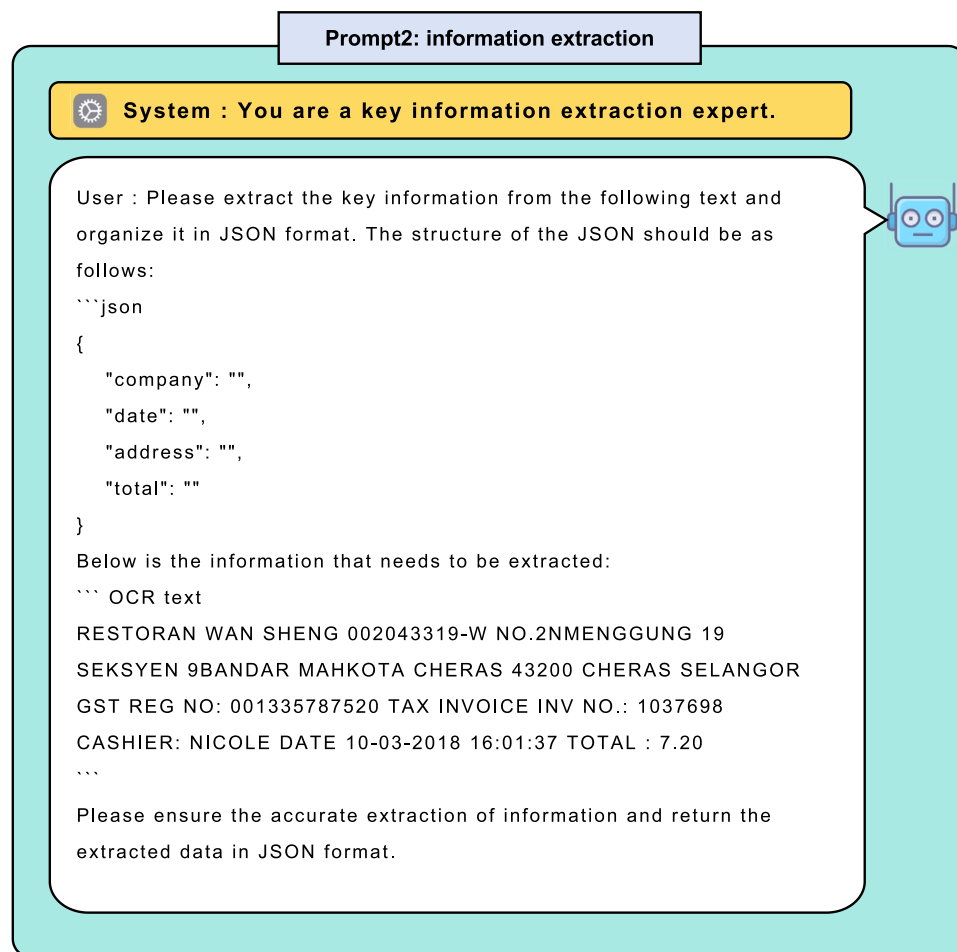 Prompt2: information extraction
System : You are a key information extraction expert.
User : Please extract the key information from the following text and
organize it in JSON format. The structure of the JSON should be as
follows:
```json
{
"company": "",
"date": "",
"address": "",
"total": ""
}
Below is the information that needs to be extracted:
``` OCR text
RESTORAN WAN SHENG 002043319-W NO.2NMENGGUNG 19
SEKSYEN 9BANDAR MAHKOTA CHERAS 43200 CHERAS SELANGOR
GST REG NO: 001335787520 TAX INVOICE INV NO.: 1037698
CASHIER: NICOLE DATE 10-03-2018 16:01:37 TOTAL : 7.20
```
Please ensure the accurate extraction of information and return the
extracted data in JSON format.